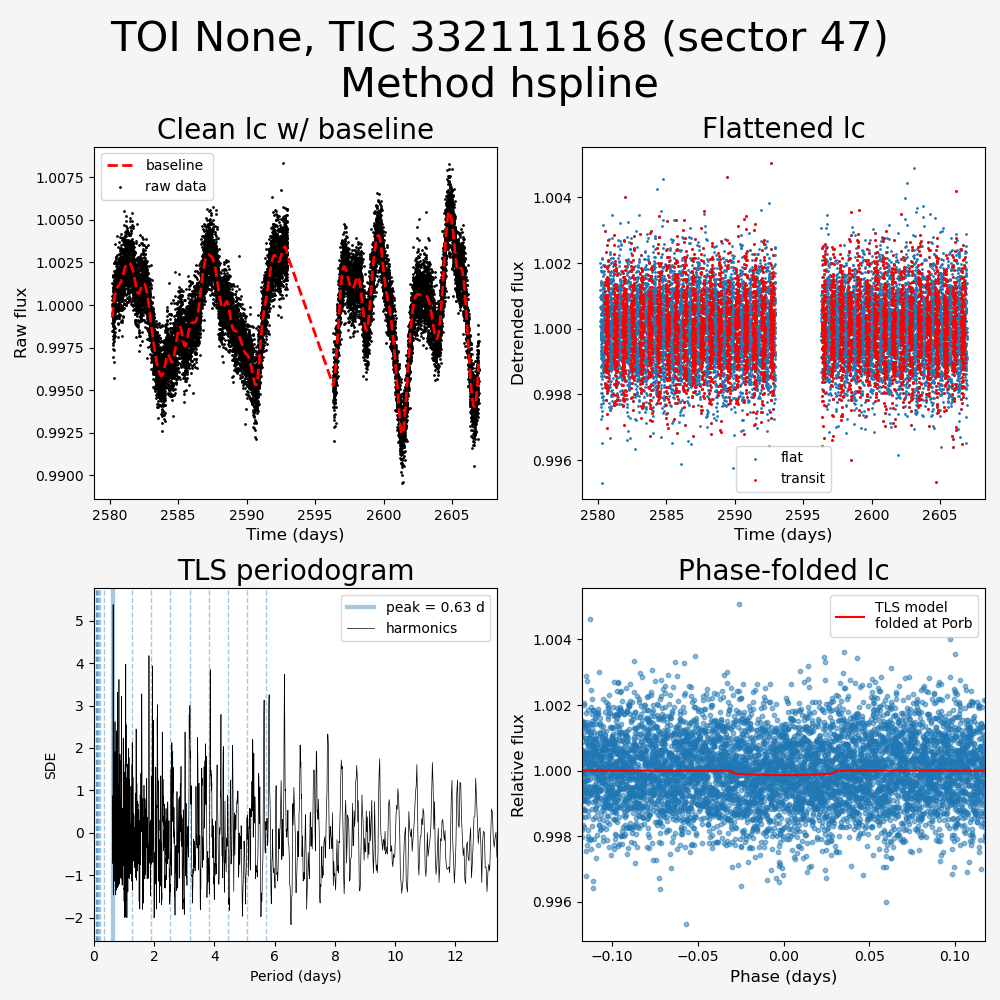 TOI None, TIC 332111168 (sector 47)
Method hspline
Clean lc w/ baseline
Flattened lc
baseline
raw data
1.0075
1.0050
1.0025
1.0000
0.9975
0.9950
0.9925
0.9900
Raw flux
2580
2585
2590
2595
2600
2605
Time (days)
1.004
1.002
1.000
0.998
0.996
Detrended flux
flat
transit
2580
2585
2590
2595
2600
2605
Time (days)
TLS periodogram
Phase-folded lc
peak = 0.63 d
harmonics
5
4
3
2
1
0
−1
−2
SDE
0
2
4
6
8
10
12
Period (days)
TLS model
folded at Porb
1.004
1.002
1.000
0.998
0.996
Relative flux
−0.10
−0.05
0.00
0.05
0.10
Phase (days)